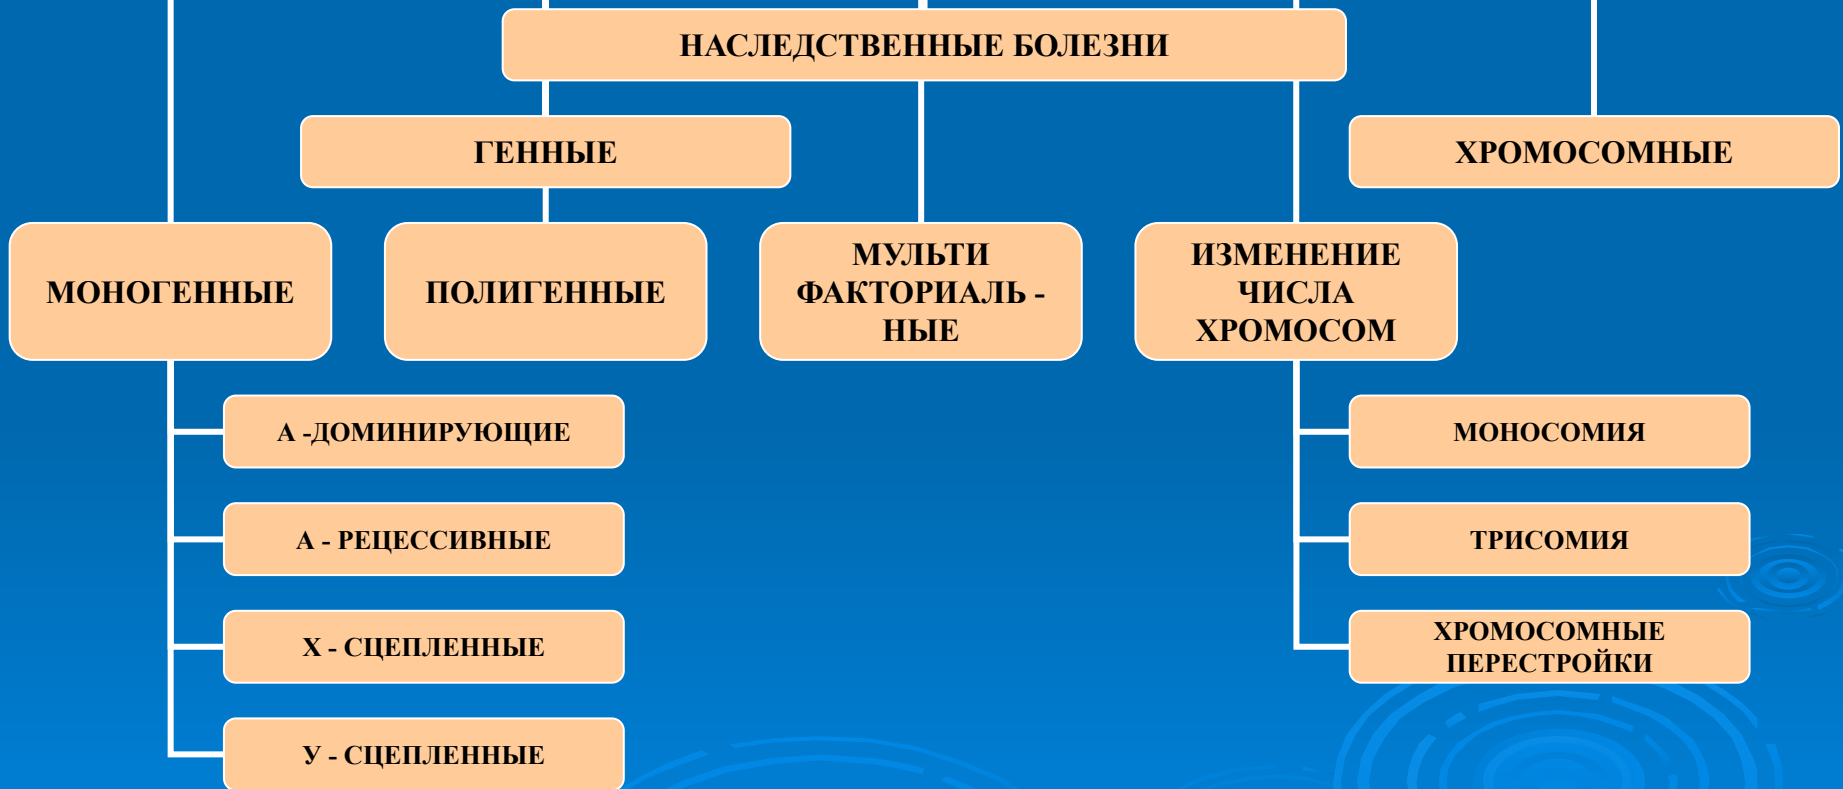 НАСЛЕДСТВЕННЫЕ БОЛЕЗНИ
ГЕННЫЕ
ХРОМОСОМНЫЕ
МОНОГЕННЫЕ
ПОЛИГЕННЫЕ
МУЛЬТИ
ФАКТОРИАЛЬ -
НЫЕ
ИЗМЕНЕНИЕ
ЧИСЛА
ХРОМОСОМ
А -ДОМИНИРУЮЩИЕ
А - РЕЦЕССИВНЫЕ
Х - СЦЕПЛЕННЫЕ
У - СЦЕПЛЕННЫЕ
МОНОСОМИЯ
ТРИСОМИЯ
ХРОМОСОМНЫЕ
ПЕРЕСТРОЙКИ